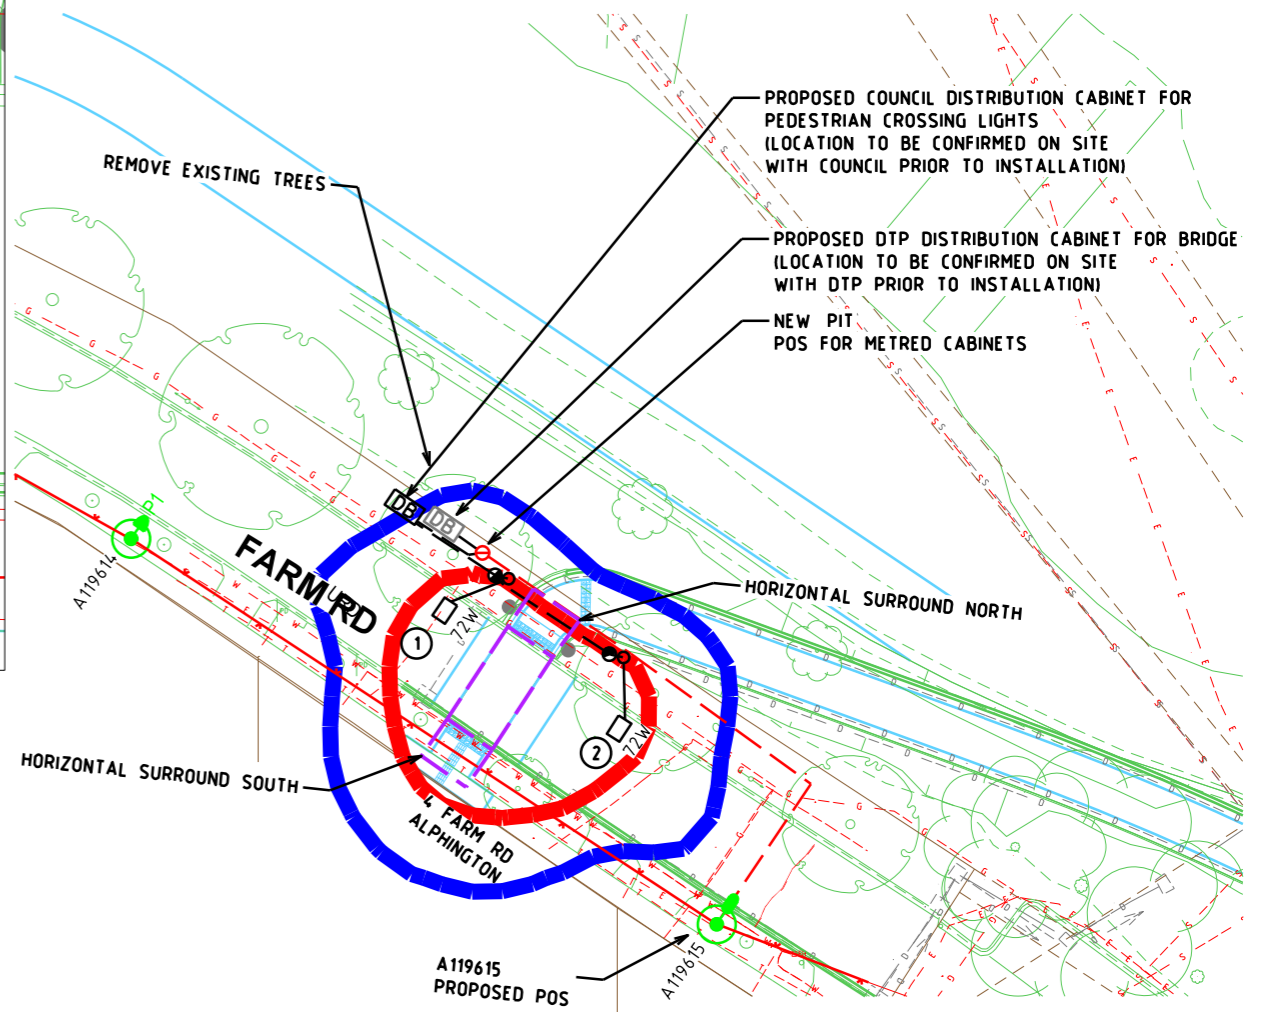 PROPOSED COUNCIL DISTRIBUTION CABINET FOR
PEDESTRIAN CROSSING LIGHTS
(LOCATION TO BE CONFIRMED ON SITE
WITH COUNCIL PRIOR TO INSTALLATION)
REMOVE EXISTING TREES
PROPOSED DTP DISTRIBUTION CABINET FOR BRIDGE
(LOCATION TO BE CONFIRMED ON SITE
WITH DTP PRIOR TO INSTALLATION)
NEW PIT
POS FOR METRED CABINETS
DB
DB
P1
A119614
FARM RD
HORIZONTAL SURROUND NORTH
1
72W
2
72W
HORIZONTAL SURROUND SOUTH
4 FARM RD
ALPHINGTON
A119615
PROPOSED POS
A119615